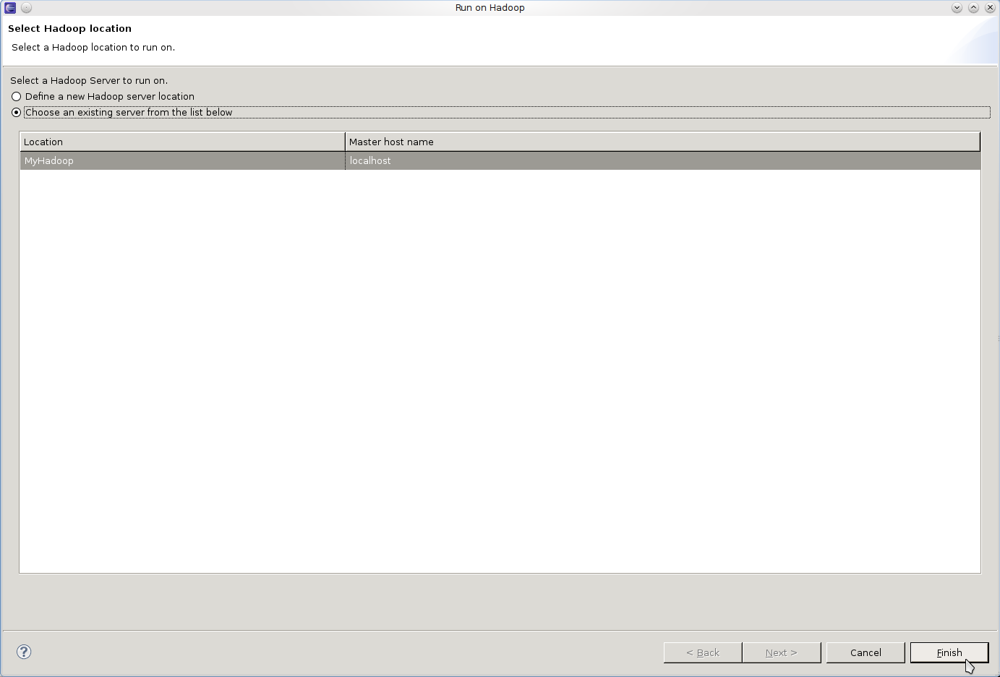 Run on Hadoop
Select Hadoop location
Select a Hadoop location to run on.
Select a Hadoop Server to run on.
Define a new Hadoop server location
Choose an existing server from the list below
Location Master host name
MyHadoop localhost
? < Back Next > Cancel Finish